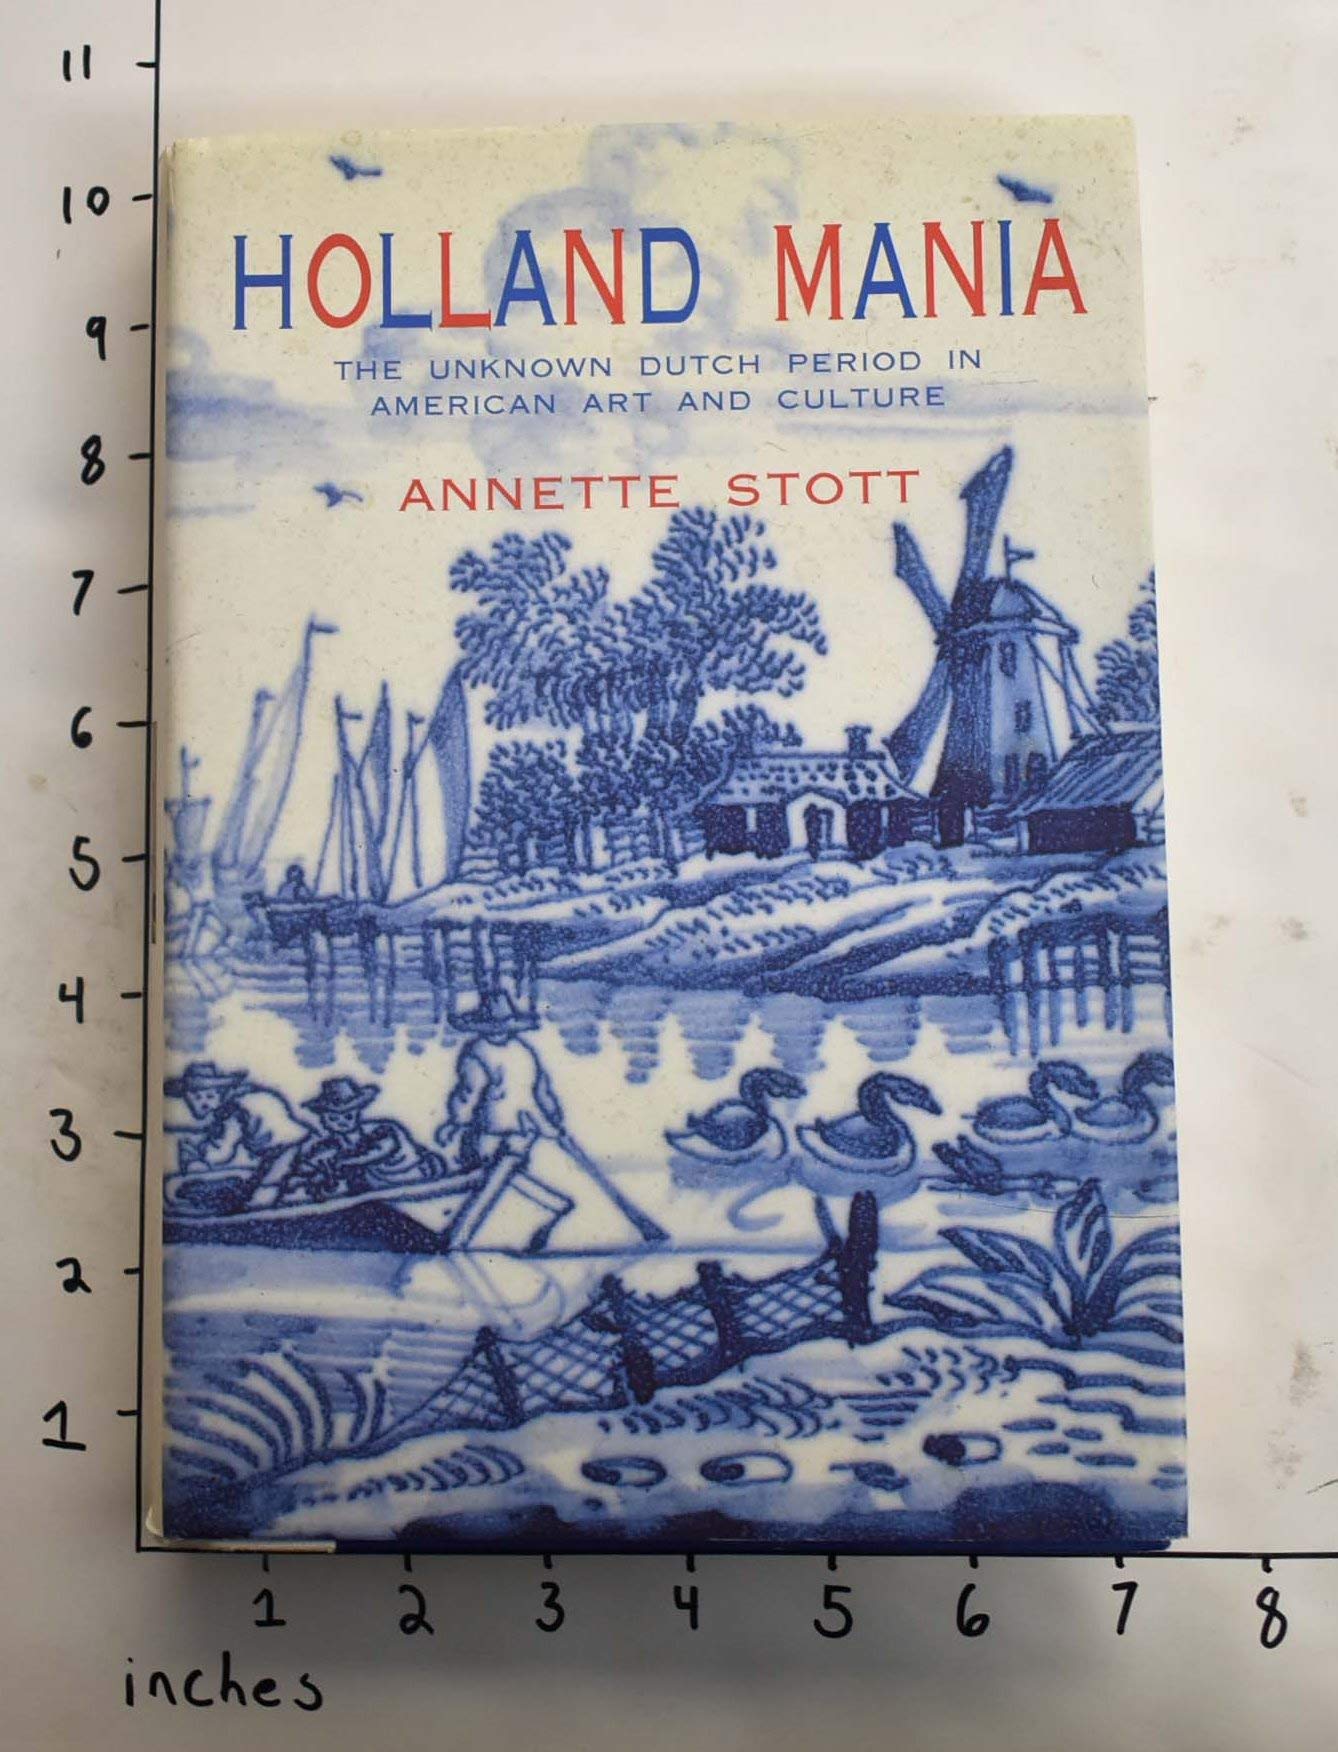 11
10
HOLLAND MANIA
9
THE UNKNOWN DUTCH PERIOD IN
AMERICAN ART AND CULTURE
8
ANNETTE STOTT
7
6
5
4
3
2
1
1 2 3 4 5 6 7 8
inches